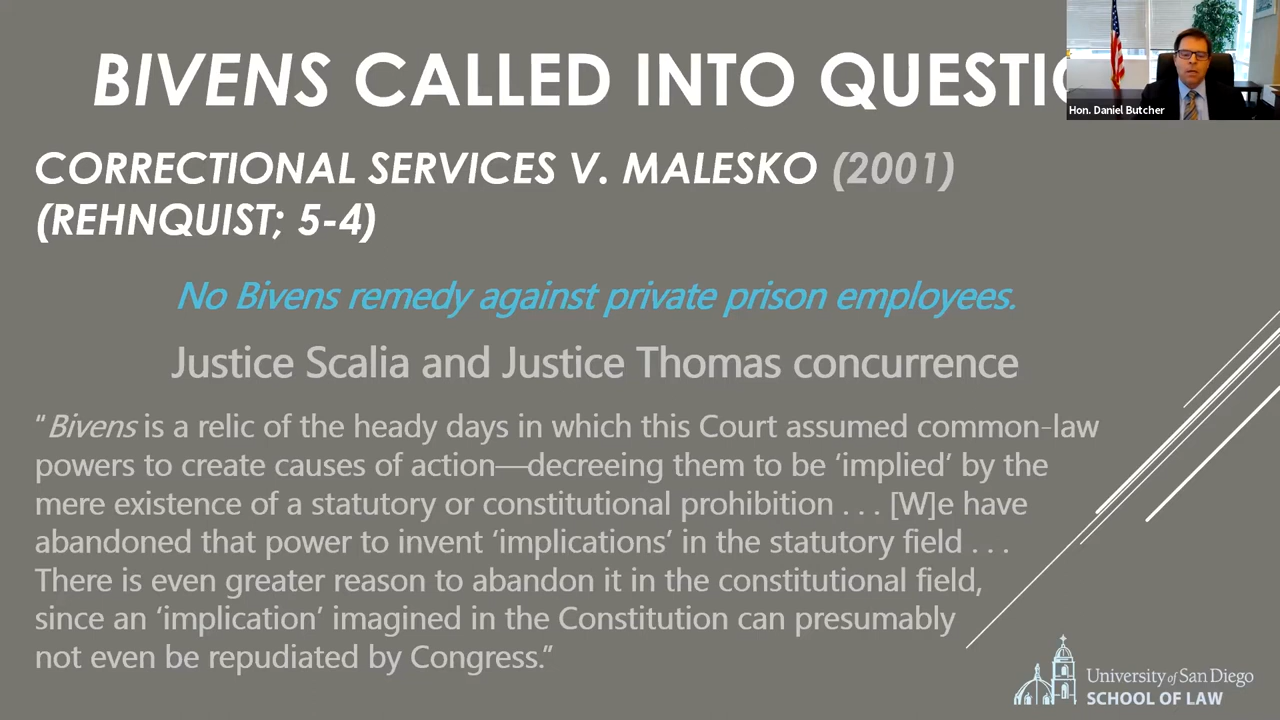 BIVENS CALLED INTO QUESTIO
Hon. Daniel Butcher
CORRECTIONAL SERVICES V. MALESKO (2001)
(REHNQUIST; 5-4)
No Bivens remedy against private prison employees.
Justice Scalia and Justice Thomas concurrence
“Bivens is a relic of the heady days in which this Court assumed common-law
powers to create causes of action—decreeing them to be ‘implied’ by the
mere existence of a statutory or constitutional prohibition . . . [W]e have
abandoned that power to invent ‘implications’ in the statutory field . . .
There is even greater reason to abandon it in the constitutional field,
since an ‘implication’ imagined in the Constitution can presumably
not even be repudiated by Congress.”
University of San Diego
SCHOOL OF LAW